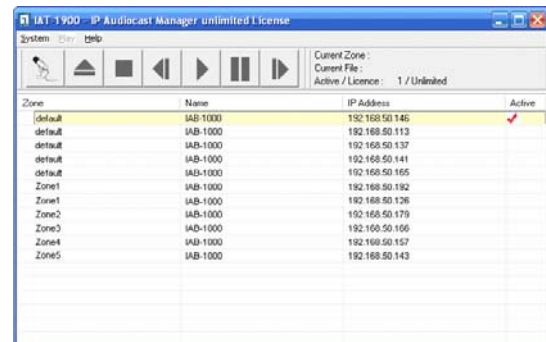 IAT-1900 - IP Audiocast Manager unlimited License
System Play Help
Current Zone :
Current File :
Active / Licence : 1 / Unlimited
Zone Name IP Address Active
default IAB-1000 192.168.50.146
default IAB-1000 192.168.50.113
default IAB-1000 192.168.50.137
default IAB-1000 192.168.50.141
default IAB-1000 192.168.50.165
Zone1 IAB-1000 192.168.50.192
Zone1 IAB-1000 192.168.50.126
Zone2 IAB-1000 192.168.50.179
Zone3 IAB-1000 192.168.50.166
Zone4 IAB-1000 192.168.50.157
Zone5 IAB-1000 192.168.50.143